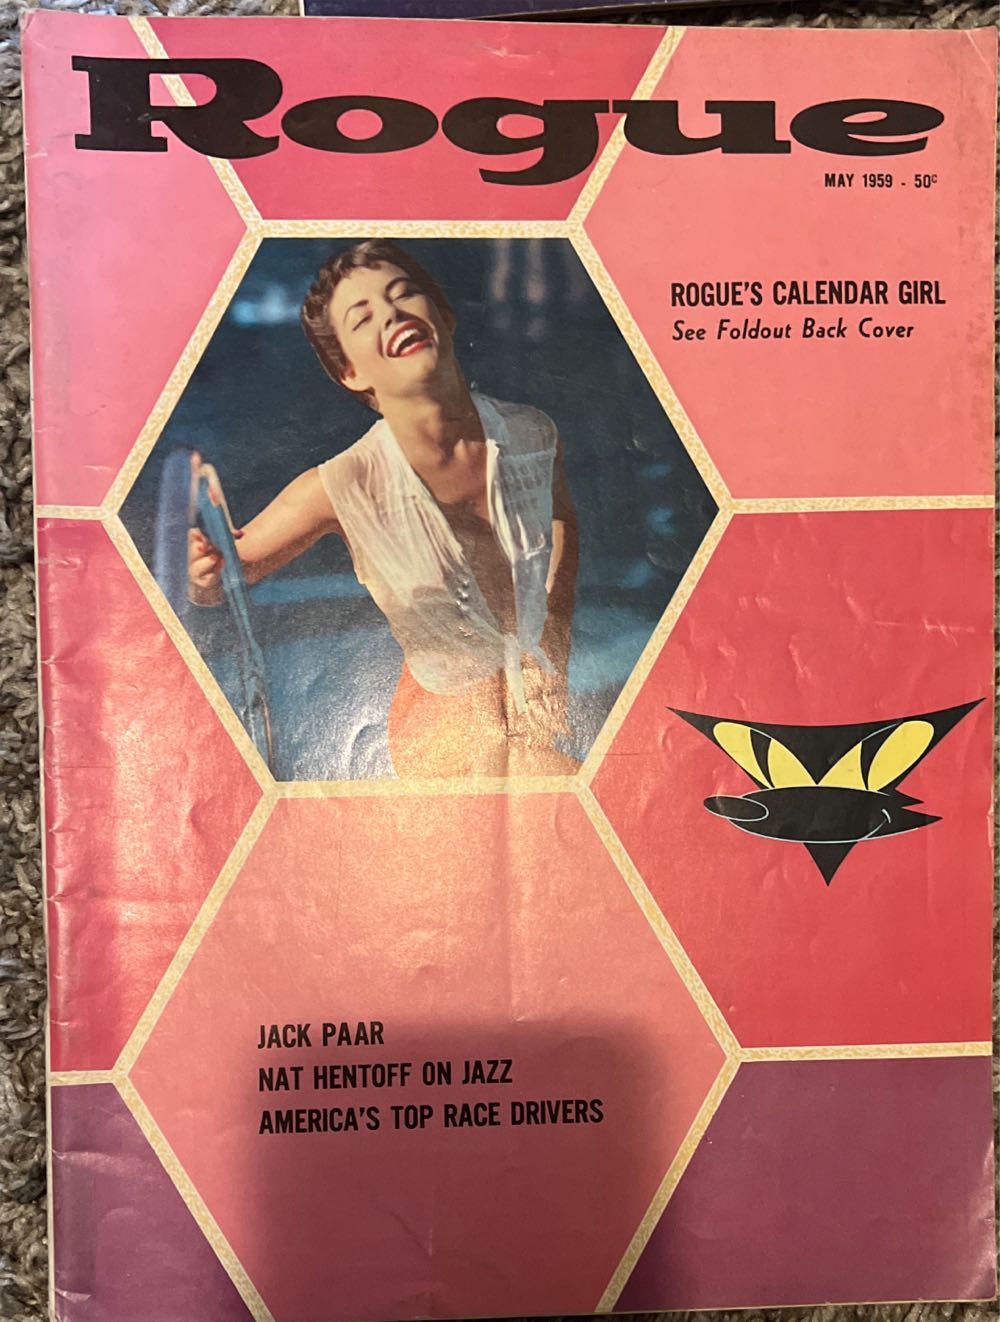 Rogue
MAY 1959 - 50c
ROGUE'S CALENDAR GIRL
See Foldout Back Cover
JACK PAAR
NAT HENTOFF ON JAZZ
AMERICA'S TOP RACE DRIVERS